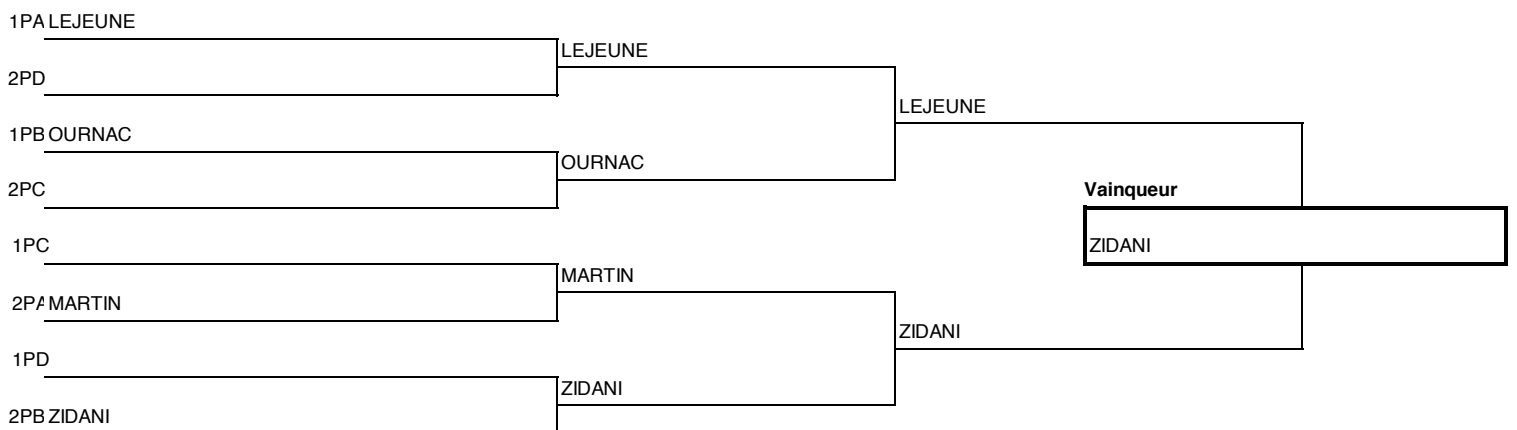 1PA LEJEUNE
LEJEUNE
2PD
LEJEUNE
1PB OURNAC
OURNAC
2PC
Vainqueur
1PC
ZIDANI
MARTIN
2PA MARTIN
ZIDANI
1PD
ZIDANI
2PB ZIDANI